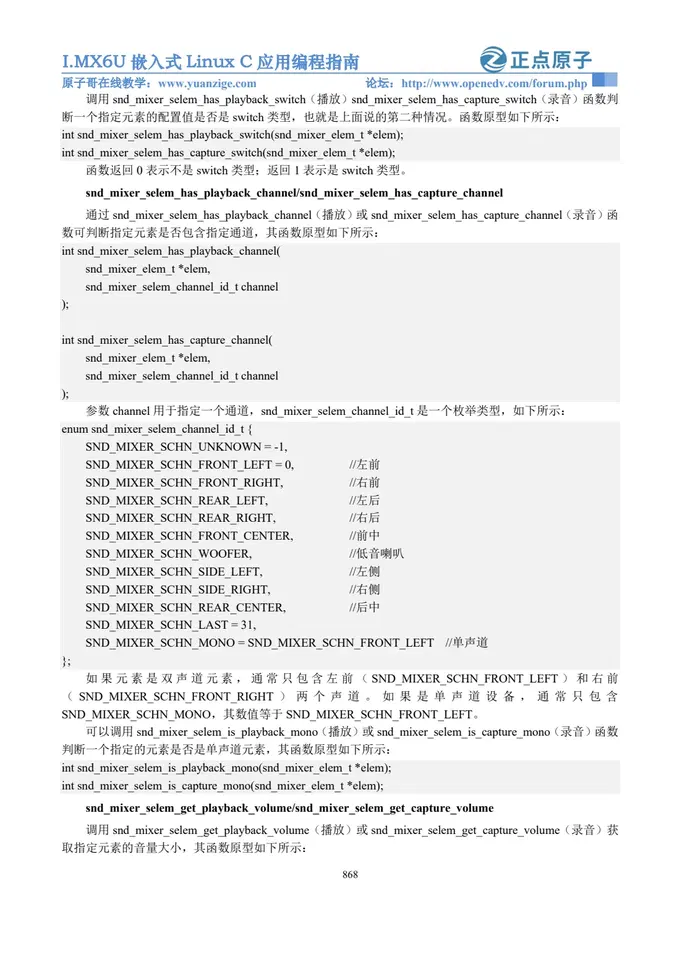 I.MX6U 嵌入式 Linux C 应用编程指南
正点原子
原子哥在线教学：www.yuanzige.com 论坛：http://www.openedv.com/forum.php
调用 snd_mixer_selem_has_playback_switch（播放）snd_mixer_selem_has_capture_switch（录音）函数判
断一个指定元素的配置值是否是 switch 类型，也就是上面说的第二种情况。函数原型如下所示：
int snd_mixer_selem_has_playback_switch(snd_mixer_elem_t *elem);
int snd_mixer_selem_has_capture_switch(snd_mixer_elem_t *elem);
函数返回 0 表示不是 switch 类型；返回 1 表示是 switch 类型。
snd_mixer_selem_has_playback_channel/snd_mixer_selem_has_capture_channel
通过 snd_mixer_selem_has_playback_channel（播放）或 snd_mixer_selem_has_capture_channel（录音）函
数可判断指定元素是否包含指定通道，其函数原型如下所示：
int snd_mixer_selem_has_playback_channel(
snd_mixer_elem_t *elem,
snd_mixer_selem_channel_id_t channel
);
int snd_mixer_selem_has_capture_channel(
snd_mixer_elem_t *elem,
snd_mixer_selem_channel_id_t channel
);
参数 channel 用于指定一个通道，snd_mixer_selem_channel_id_t 是一个枚举类型，如下所示：
enum snd_mixer_selem_channel_id_t {
SND_MIXER_SCHN_UNKNOWN = -1,
SND_MIXER_SCHN_FRONT_LEFT = 0, //左前
SND_MIXER_SCHN_FRONT_RIGHT, //右前
SND_MIXER_SCHN_REAR_LEFT, //左后
SND_MIXER_SCHN_REAR_RIGHT, //右后
SND_MIXER_SCHN_FRONT_CENTER, //前中
SND_MIXER_SCHN_WOOFER, //低音喇叭
SND_MIXER_SCHN_SIDE_LEFT, //左侧
SND_MIXER_SCHN_SIDE_RIGHT, //右侧
SND_MIXER_SCHN_REAR_CENTER, //后中
SND_MIXER_SCHN_LAST = 31,
SND_MIXER_SCHN_MONO = SND_MIXER_SCHN_FRONT_LEFT //单声道
};
如果元素是双声道元素，通常只包含左前（SND_MIXER_SCHN_FRONT_LEFT）和右前
（SND_MIXER_SCHN_FRONT_RIGHT）两个声道。如果是单声道设备，通常只包含
SND_MIXER_SCHN_MONO，其数值等于 SND_MIXER_SCHN_FRONT_LEFT。
可以调用 snd_mixer_selem_is_playback_mono（播放）或 snd_mixer_selem_is_capture_mono（录音）函数
判断一个指定的元素是否是单声道元素，其函数原型如下所示：
int snd_mixer_selem_is_playback_mono(snd_mixer_elem_t *elem);
int snd_mixer_selem_is_capture_mono(snd_mixer_elem_t *elem);
snd_mixer_selem_get_playback_volume/snd_mixer_selem_get_capture_volume
调用 snd_mixer_selem_get_playback_volume（播放）或 snd_mixer_selem_get_capture_volume（录音）获
取指定元素的音量大小，其函数原型如下所示：
868